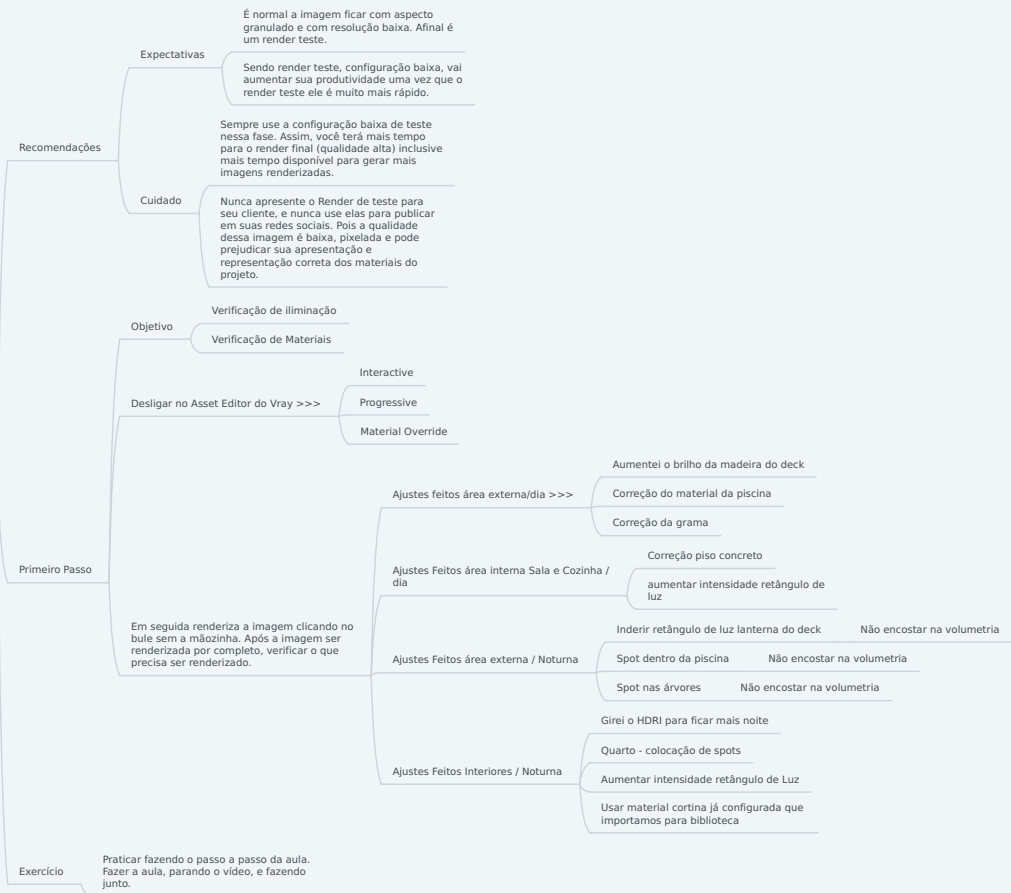 Recomendações
Expectativas
É normal a imagem ficar com aspecto
granulado e com resolução baixa. Afinal é
um render teste.
Sendo render teste, configuração baixa, vai
aumentar sua produtividade uma vez que o
render teste ele é muito mais rápido.
Cuidado
Sempre use a configuração baixa de teste
nessa fase. Assim, você terá mais tempo
para o render final (qualidade alta) inclusive
mais tempo disponível para gerar mais
imagens renderizadas.
Nunca apresente o Render de teste para
seu cliente, e nunca use elas para publicar
em suas redes sociais. Pois a qualidade
dessa imagem é baixa, pixelada e pode
prejudicar sua apresentação e
representação correta dos materiais do
projeto.
Primeiro Passo
Objetivo
Verificação de iliminação
Verificação de Materiais
Desligar no Asset Editor do Vray >>>
Interactive
Progressive
Material Override
Em seguida renderiza a imagem clicando no
bule sem a mãozinha. Após a imagem ser
renderizada por completo, verificar o que
precisa ser renderizado.
Ajustes feitos área externa/dia >>>
Aumentei o brilho da madeira do deck
Correção do material da piscina
Correção da grama
Ajustes Feitos área interna Sala e Cozinha /
dia
Correção piso concreto
aumentar intensidade retângulo de
luz
Ajustes Feitos área externa / Noturna
Inderir retângulo de luz lanterna do deck
Não encostar na volumetria
Spot dentro da piscina
Não encostar na volumetria
Spot nas árvores
Não encostar na volumetria
Ajustes Feitos Interiores / Noturna
Girei o HDRI para ficar mais noite
Quarto - colocação de spots
Aumentar intensidade retângulo de Luz
Usar material cortina já configurada que
importamos para biblioteca
Exercício
Praticar fazendo o passo a passo da aula.
Fazer a aula, parando o vídeo, e fazendo
junto.